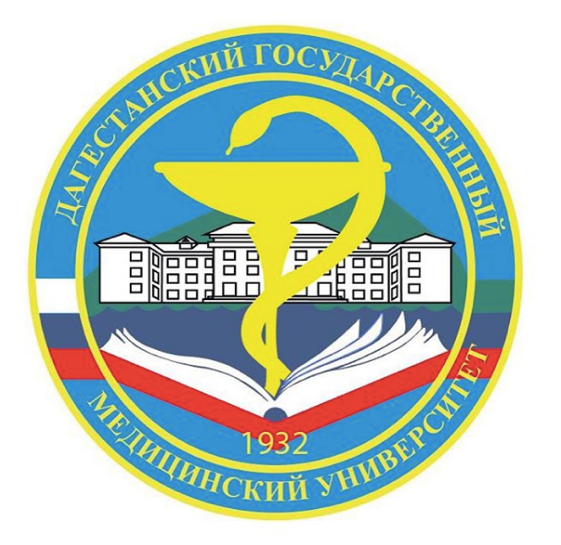 ДАГЕСТАНСКИЙ ГОСУДАРСТВЕННЫЙ
МЕДИЦИНСКИЙ УНИВЕРСИТЕТ
1932